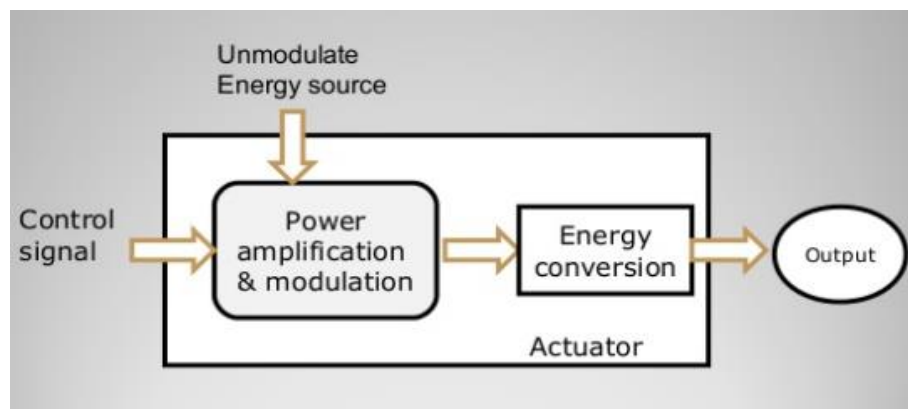 Unmodulate
Energy source
Control
signal
Power
amplification
& modulation
Energy
conversion
Output
Actuator